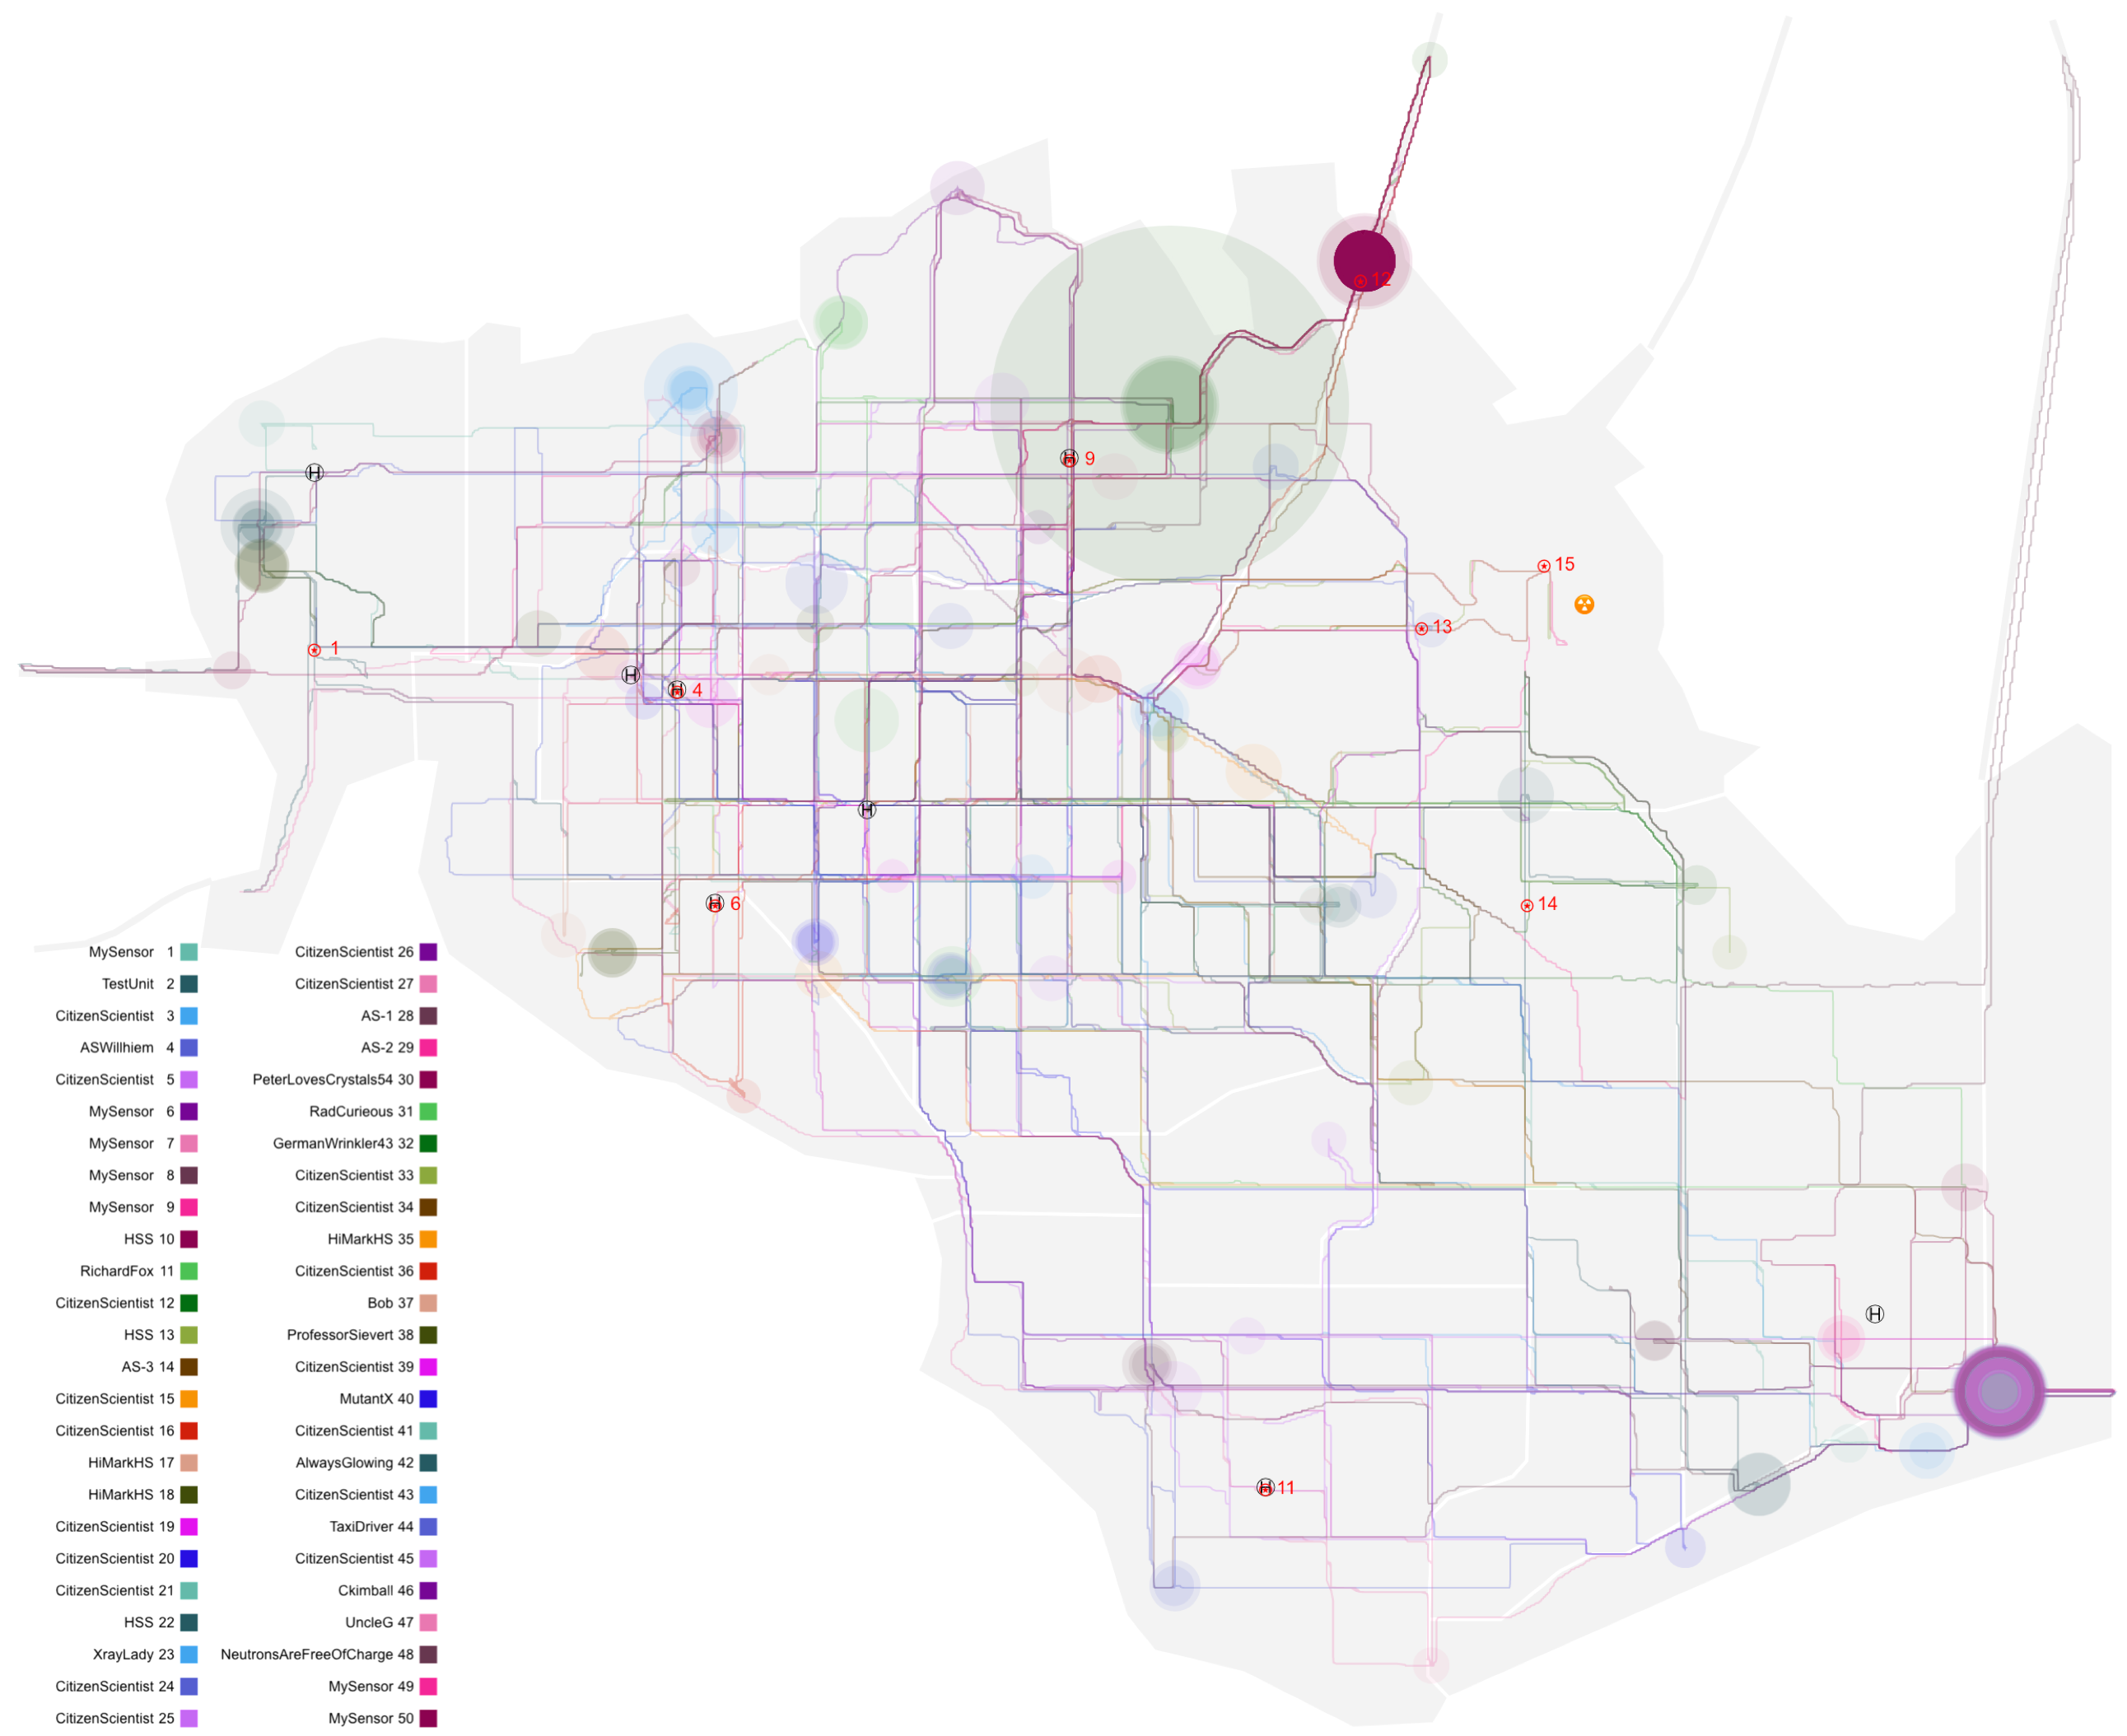 12
H 9
H
15
13
1
H
H 4
H
H 6
14
MySensor 1
TestUnit 2
CitizenScientist 3
ASWillhiem 4
CitizenScientist 5
MySensor 6
MySensor 7
MySensor 8
MySensor 9
HSS 10
RichardFox 11
CitizenScientist 12
HSS 13
AS-3 14
CitizenScientist 15
CitizenScientist 16
HiMarkHS 17
HiMarkHS 18
CitizenScientist 19
CitizenScientist 20
CitizenScientist 21
HSS 22
XrayLady 23
CitizenScientist 24
CitizenScientist 25
CitizenScientist 26
CitizenScientist 27
AS-1 28
AS-2 29
PeterLovesCrystals54 30
RadCurieous 31
GermanWrinkler43 32
CitizenScientist 33
CitizenScientist 34
HiMarkHS 35
CitizenScientist 36
Bob 37
ProfessorSievert 38
CitizenScientist 39
MutantX 40
CitizenScientist 41
AlwaysGlowing 42
CitizenScientist 43
TaxiDriver 44
CitizenScientist 45
Ckimball 46
UncleG 47
NeutronsAreFreeOfCharge 48
MySensor 49
MySensor 50
H
H 11